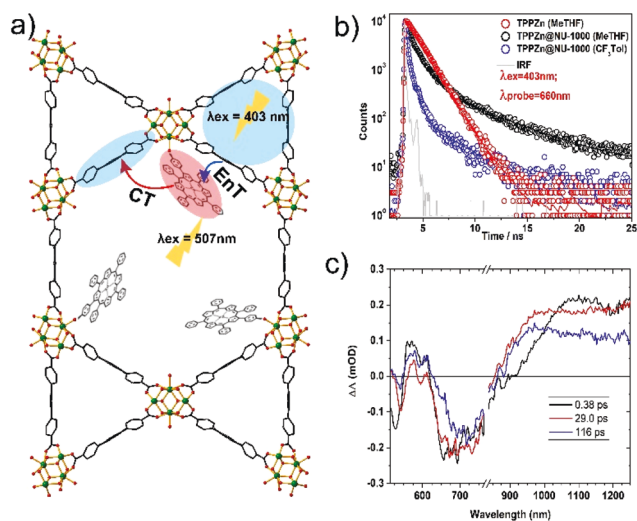 a)
λex = 403 nm
CT
EnT
λex = 507nm
b)
TPPZn (MeTHF)
TPPZn@NU-1000 (MeTHF)
TPPZn@NU-1000 (CF₃Tol)
IRF
λex=403nm;
λprobe=660nm
Counts
10⁴
10³
10²
10¹
10⁰
5 10 15 20 25
Time / ns
c)
ΔA (mOD)
0.3
0.2
0.1
0.0
-0.1
-0.2
-0.3
0.38 ps
29.0 ps
116 ps
600 700 900 1000 1100 1200
Wavelength (nm)